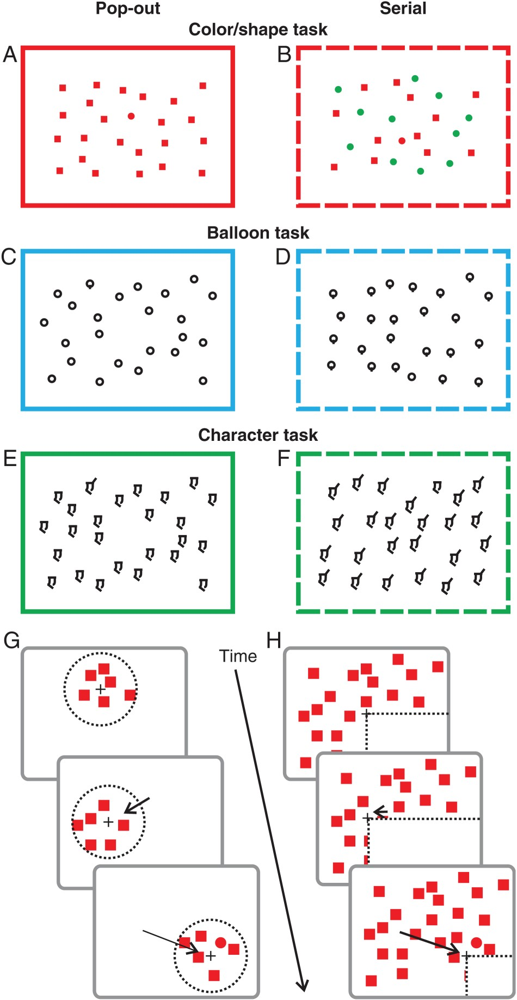 Pop-out Serial
Color/shape task
A B
Balloon task
C D
Character task
E F
G H
Time